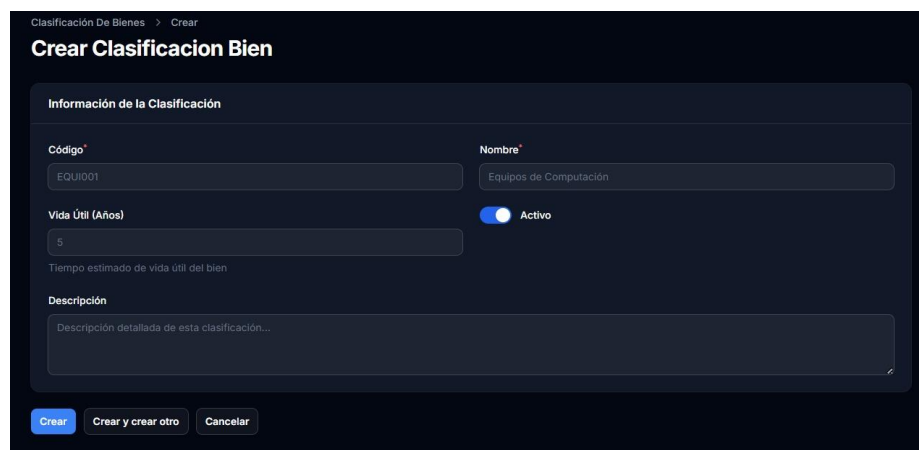 Clasificación De Bienes > Crear
Crear Clasificacion Bien
Información de la Clasificación
Código*
Nombre*
EQUI001
Equipos de Computación
Vida Útil (Años)
Activo
5
Tiempo estimado de vida útil del bien
Descripción
Descripción detallada de esta clasificación...
Crear
Crear y crear otro
Cancelar